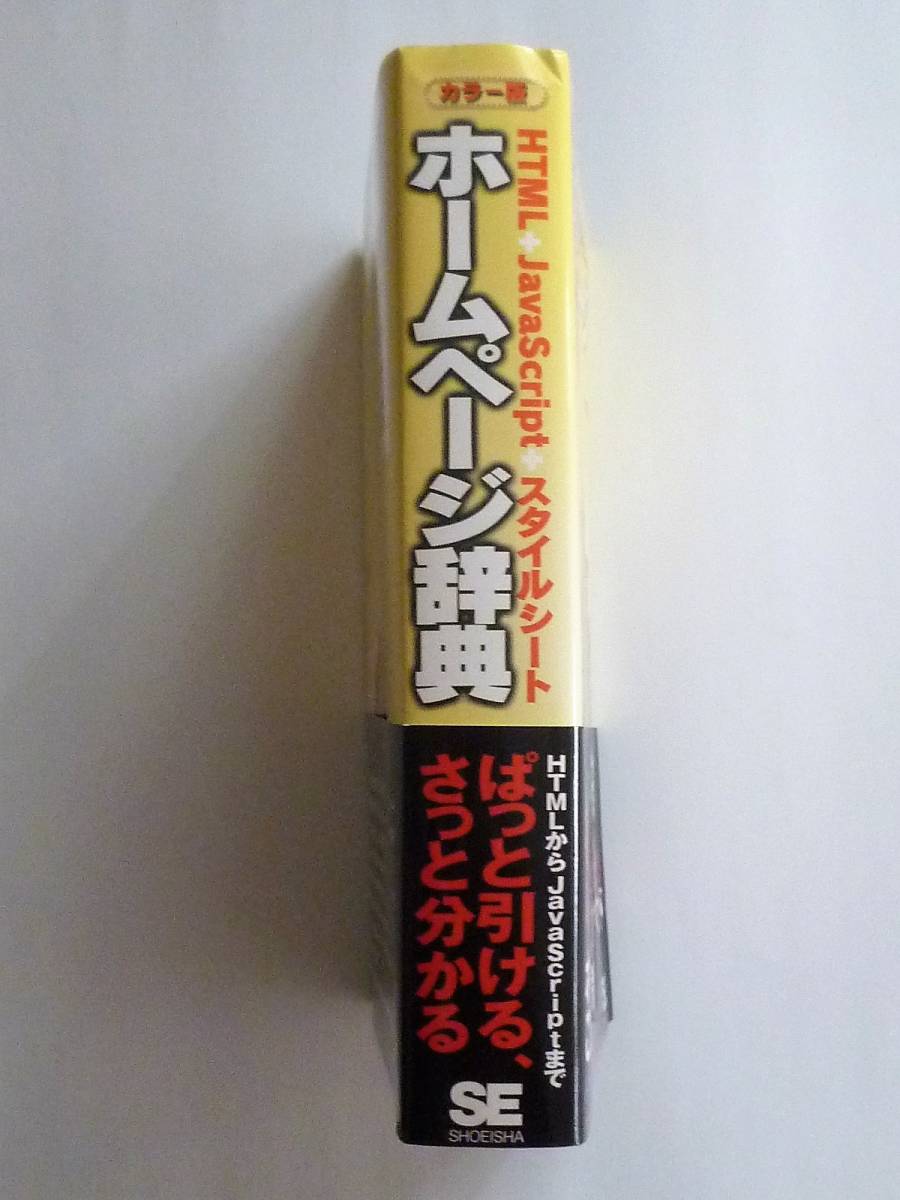 カラー版
HTML+JavaScript+スタイルシート
ホームページ辞典
HTMLからJavaScriptまで
ぱっと引ける、
さっと分かる
SE
SHOEISHA